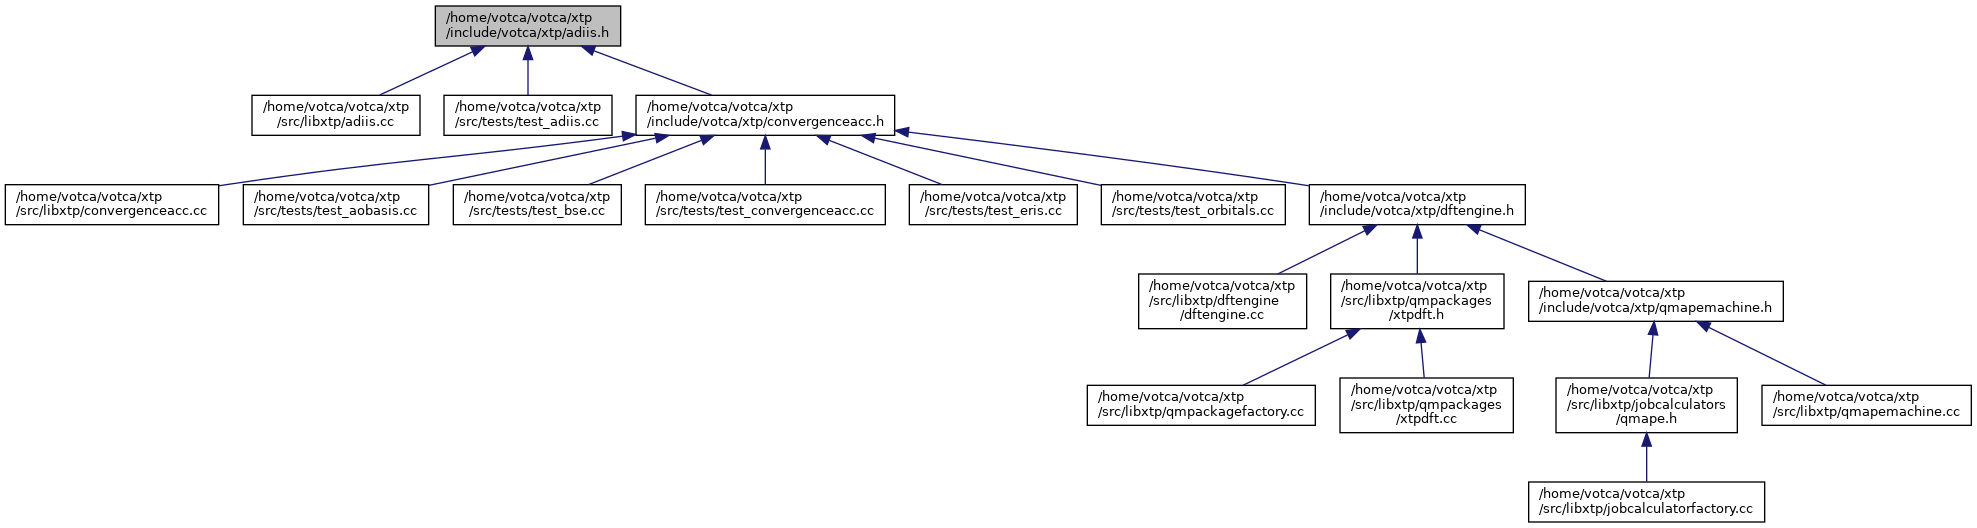 /home/votca/votca/xtp
/include/votca/xtp/adiis.h
/home/votca/votca/xtp
/src/libxtp/adiis.cc
/home/votca/votca/xtp
/src/tests/test_adiis.cc
/home/votca/votca/xtp
/include/votca/xtp/convergenceacc.h
/home/votca/votca/xtp
/src/libxtp/convergenceacc.cc
/home/votca/votca/xtp
/src/tests/test_aobasis.cc
/home/votca/votca/xtp
/src/tests/test_bse.cc
/home/votca/votca/xtp
/src/tests/test_convergenceacc.cc
/home/votca/votca/xtp
/src/tests/test_eris.cc
/home/votca/votca/xtp
/src/tests/test_orbitals.cc
/home/votca/votca/xtp
/include/votca/xtp/dftengine.h
/home/votca/votca/xtp
/src/libxtp/dftengine
/dftengine.cc
/home/votca/votca/xtp
/src/libxtp/qmpackages
/xtpdft.h
/home/votca/votca/xtp
/include/votca/xtp/qmapemachine.h
/home/votca/votca/xtp
/src/libxtp/qmpackagefactory.cc
/home/votca/votca/xtp
/src/libxtp/qmpackages
/xtpdft.cc
/home/votca/votca/xtp
/src/libxtp/jobcalculators
/qmape.h
/home/votca/votca/xtp
/src/libxtp/qmapemachine.cc
/home/votca/votca/xtp
/src/libxtp/jobcalculatorfactory.cc